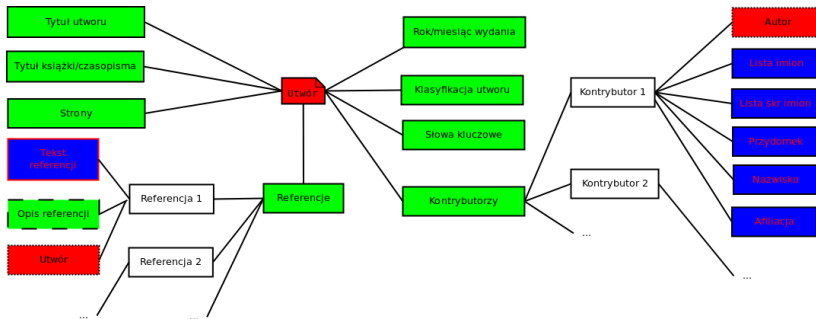 Tytuł utworu
Tytuł książki/czasopisma
Strony
Tekst
referencji
Opis referencji
Utwór
...
Referencja 1
Referencja 2
...
Utwór
Referencje
Rok/miesiąc wydania
Klasyfikacja utworu
Słowa kluczowe
Kontrybutorzy
Kontrybutor 1
Kontrybutor 2
...
Autor
Lista imion
Lista skr imion
Przydomek
Nazwisko
Afiliacja
...